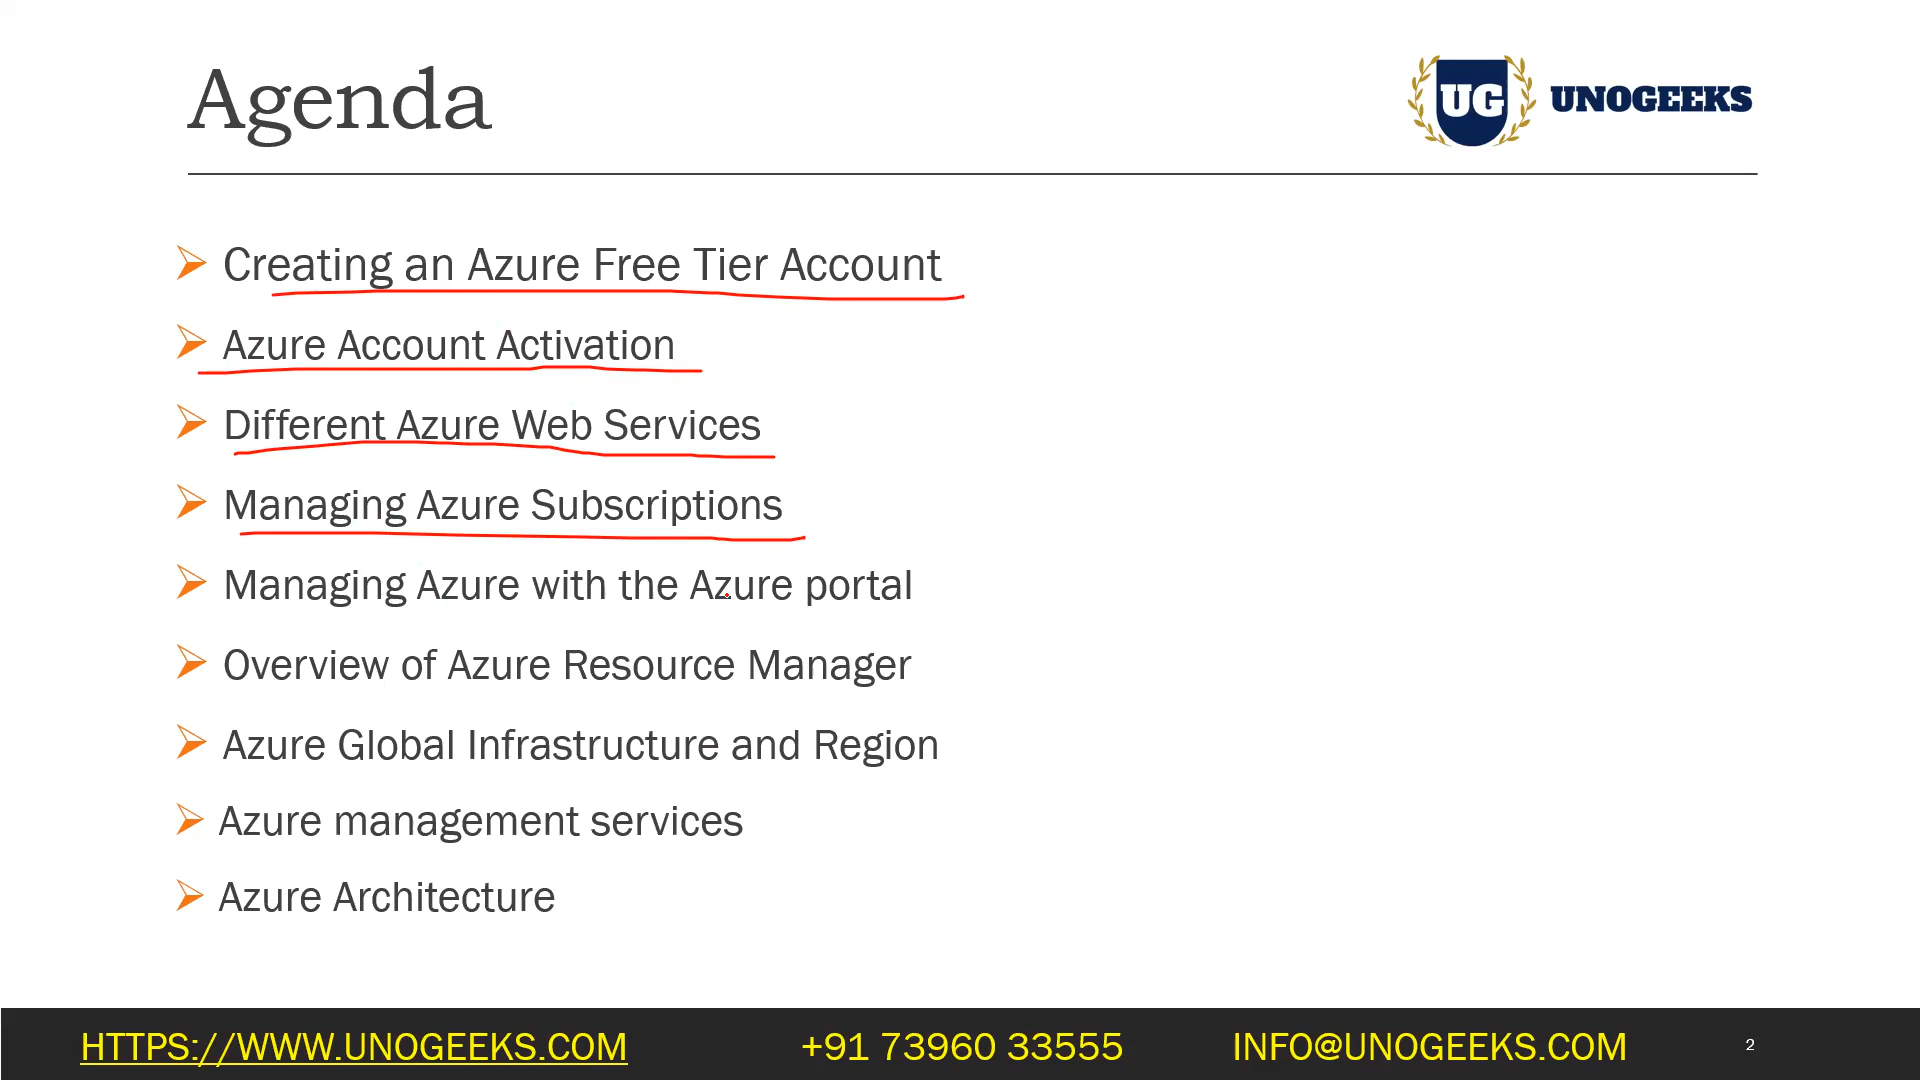 Agenda
UG UNOGEEKS
Creating an Azure Free Tier Account
Azure Account Activation
Different Azure Web Services
Managing Azure Subscriptions
Managing Azure with the Azure portal
Overview of Azure Resource Manager
Azure Global Infrastructure and Region
Azure management services
Azure Architecture
HTTPS://WWW.UNOGEEKS.COM +91 73960 33555 INFO@UNOGEEKS.COM 2